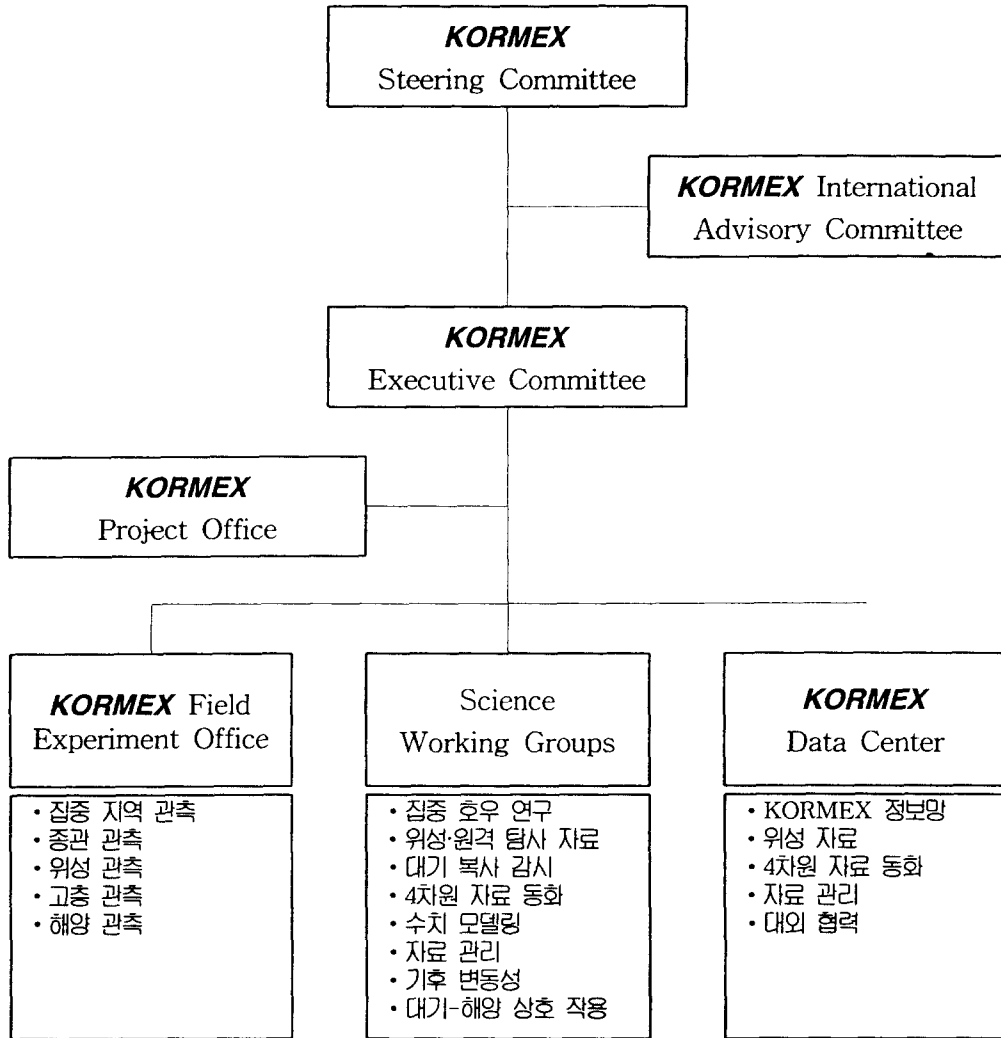 KORMEX
Steering Committee
KORMEX International
Advisory Committee
KORMEX
Executive Committee
KORMEX
Project Office
KORMEX Field
Experiment Office
Science
Working Groups
KORMEX
Data Center
· 집중 지역 관측
· 종관 관측
· 위성 관측
· 고층 관측
· 해양 관측
· 집중 호우 연구
· 위성·원격 탐사 자료
· 대기 복사 감시
· 4차원 자료 동화
· 수치 모델링
· 자료 관리
· 기후 변동성
· 대기-해양 상호 작용
· KORMEX 정보망
· 위성 자료
· 4차원 자료 동화
· 자료 관리
· 대외 협력